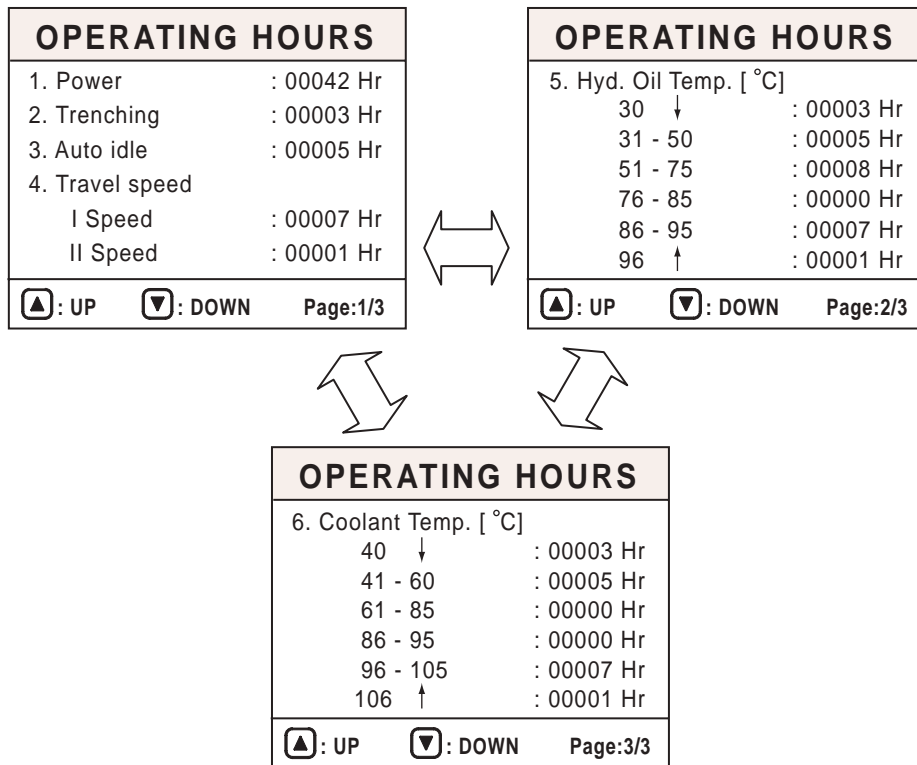 OPERATING HOURS
1. Power : 00042 Hr
2. Trenching : 00003 Hr
3. Auto idle : 00005 Hr
4. Travel speed
I Speed : 00007 Hr
II Speed : 00001 Hr
▲ : UP ▼ : DOWN Page:1/3
OPERATING HOURS
5. Hyd. Oil Temp. [ °C]
30 ↓ : 00003 Hr
31 - 50 : 00005 Hr
51 - 75 : 00008 Hr
76 - 85 : 00000 Hr
86 - 95 : 00007 Hr
96 ↑ : 00001 Hr
▲ : UP ▼ : DOWN Page:2/3
OPERATING HOURS
6. Coolant Temp. [ °C]
40 ↓ : 00003 Hr
41 - 60 : 00005 Hr
61 - 85 : 00000 Hr
86 - 95 : 00000 Hr
96 - 105 : 00007 Hr
106 ↑ : 00001 Hr
▲ : UP ▼ : DOWN Page:3/3